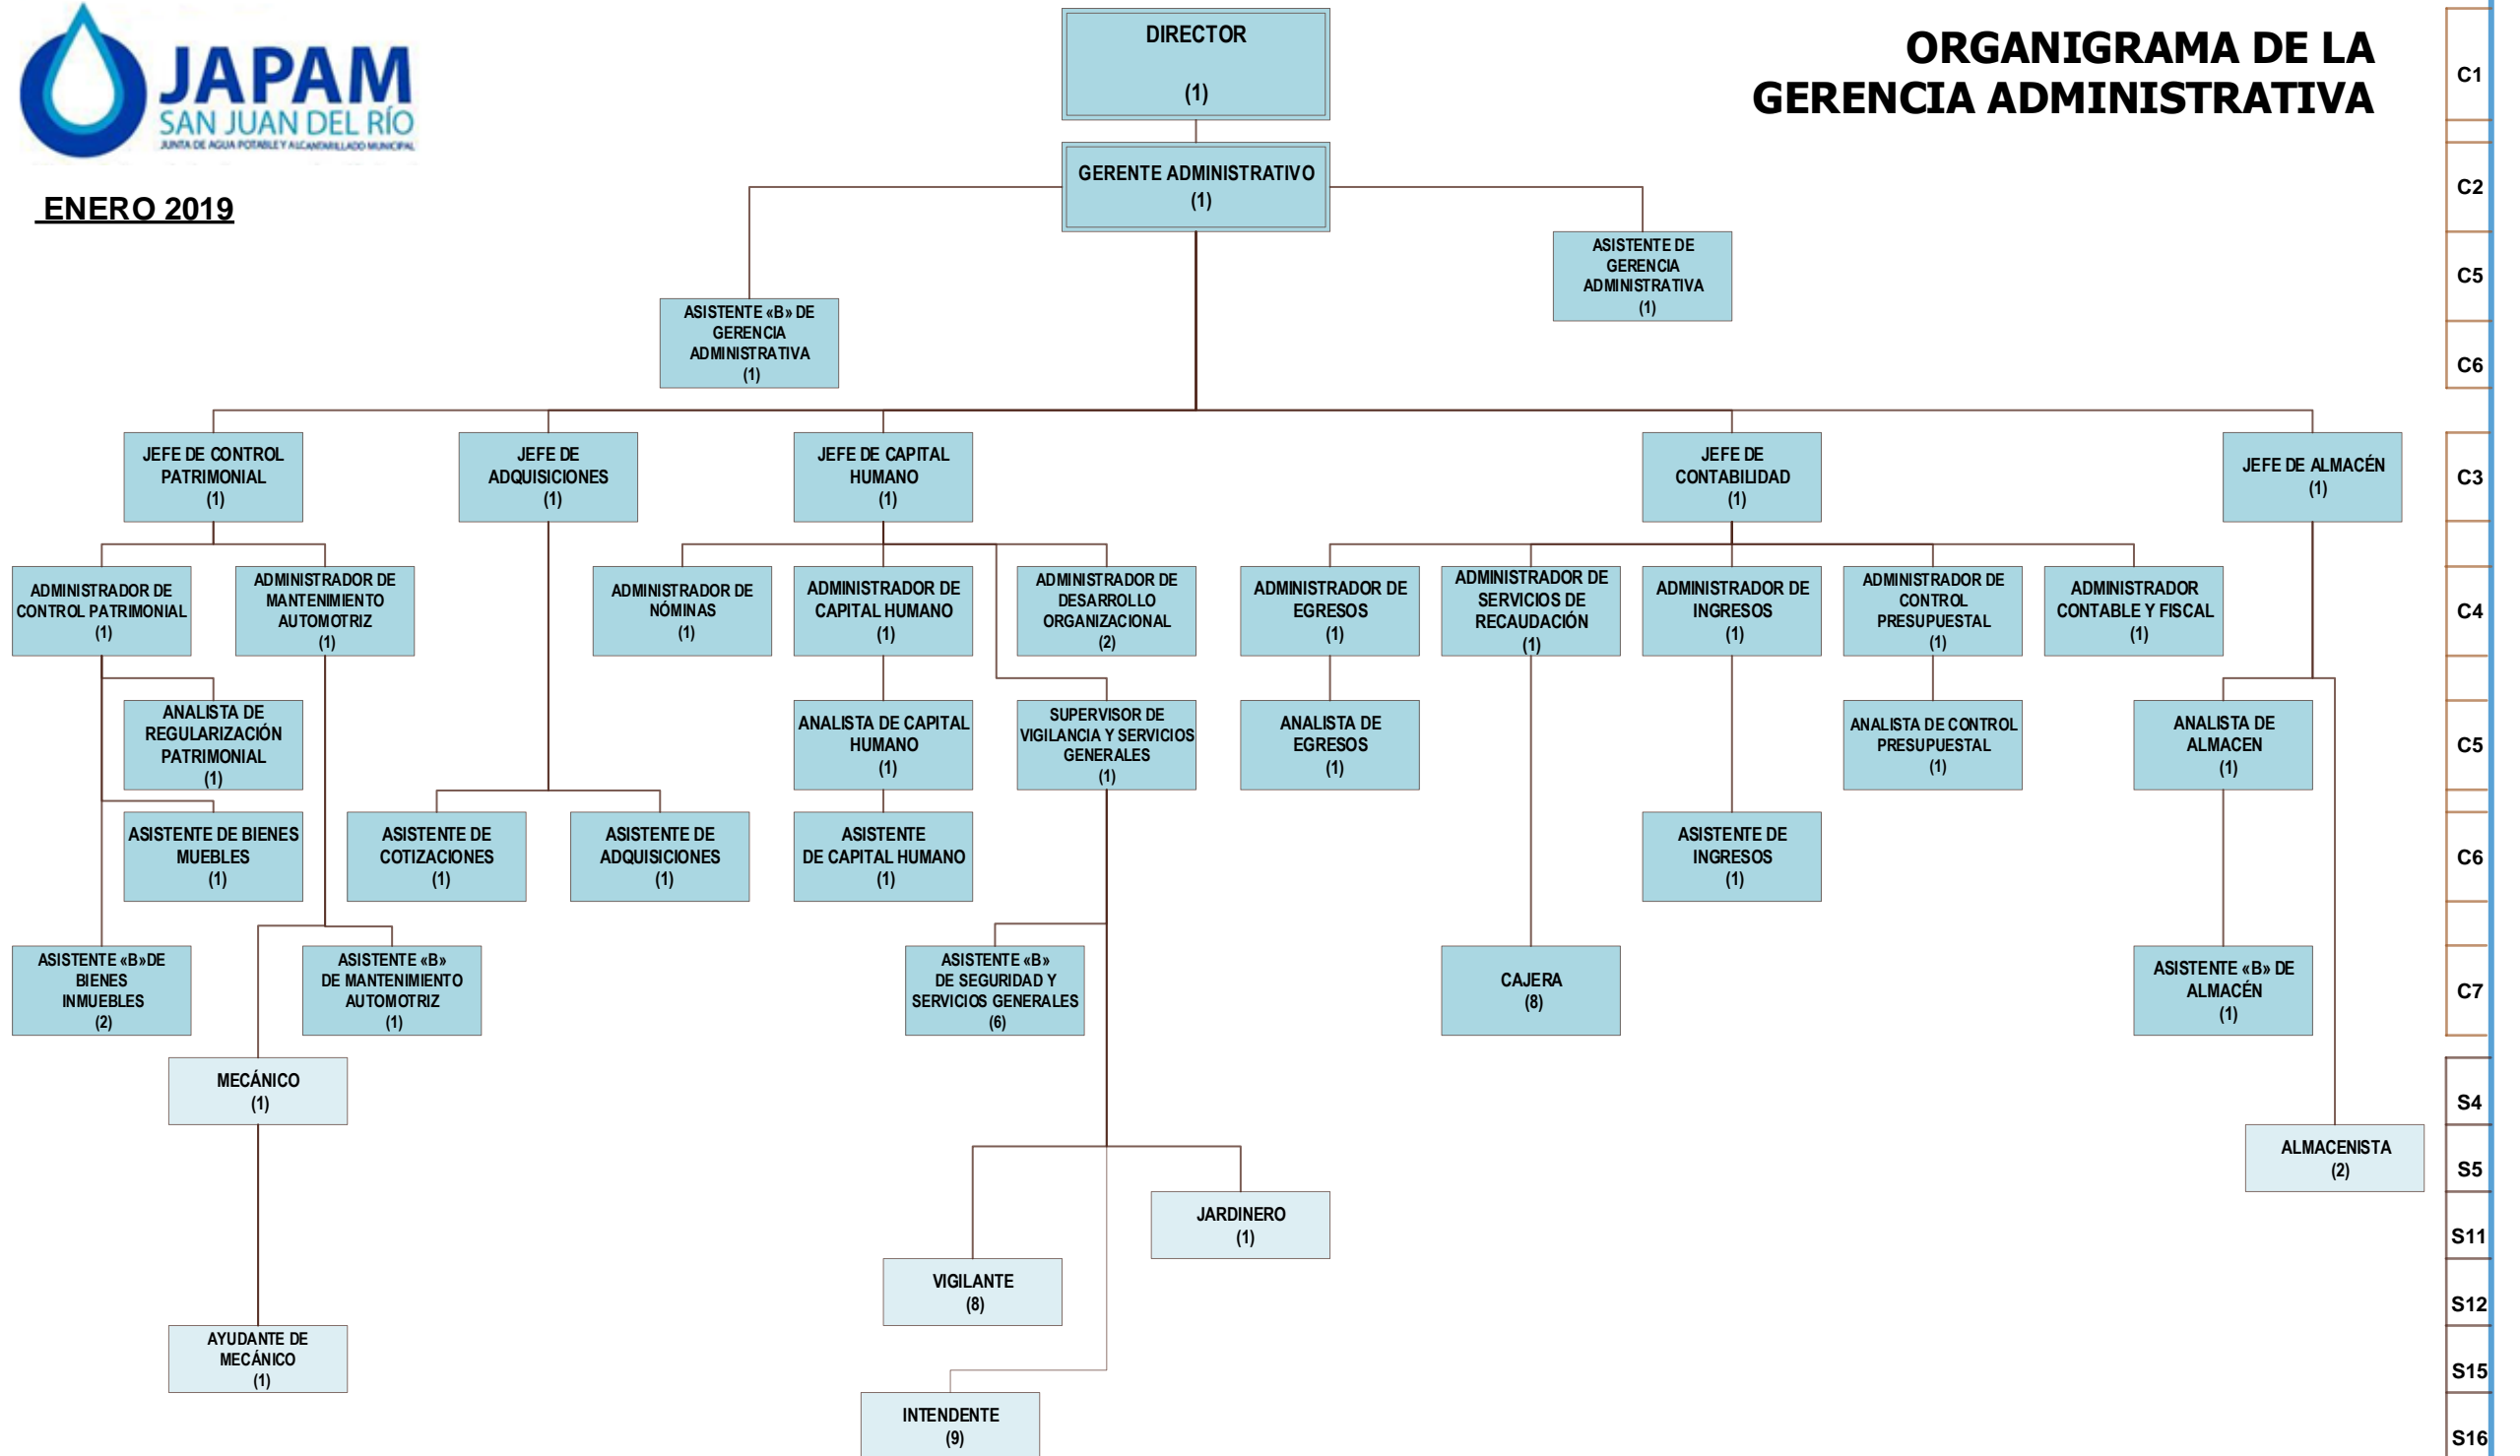 JAPAM
SAN JUAN DEL RÍO
JUNTA DE AGUA POTABLE Y ALCANTARILLADO MUNICIPAL
ENERO 2019
ORGANIGRAMA DE LA
GERENCIA ADMINISTRATIVA
DIRECTOR
(1)
GERENTE ADMINISTRATIVO
(1)
ASISTENTE DE
GERENCIA
ADMINISTRATIVA
(1)
ASISTENTE «B» DE
GERENCIA
ADMINISTRATIVA
(1)
C1
C2
C5
C6
JEFE DE CONTROL
PATRIMONIAL
(1)
JEFE DE
ADQUISICIONES
(1)
JEFE DE CAPITAL
HUMANO
(1)
JEFE DE
CONTABILIDAD
(1)
JEFE DE ALMACÉN
(1)
C3
ADMINISTRADOR DE
CONTROL PATRIMONIAL
(1)
ADMINISTRADOR DE
MANTENIMIENTO
AUTOMOTRIZ
(1)
ADMINISTRADOR DE
NÓMINAS
(1)
ADMINISTRADOR DE
CAPITAL HUMANO
(1)
ADMINISTRADOR DE
DESARROLLO
ORGANIZACIONAL
(2)
ADMINISTRADOR DE
EGRESOS
(1)
ADMINISTRADOR DE
SERVICIOS DE
RECAUDACIÓN
(1)
ADMINISTRADOR DE
INGRESOS
(1)
ADMINISTRADOR DE
CONTROL
PRESUPUESTAL
(1)
ADMINISTRADOR
CONTABLE Y FISCAL
(1)
C4
ANALISTA DE
REGULARIZACIÓN
PATRIMONIAL
(1)
ANALISTA DE CAPITAL
HUMANO
(1)
SUPERVISOR DE
VIGILANCIA Y SERVICIOS
GENERALES
(1)
ANALISTA DE
EGRESOS
(1)
ANALISTA DE CONTROL
PRESUPUESTAL
(1)
ANALISTA DE
ALMACEN
(1)
C5
ASISTENTE DE BIENES
MUEBLES
(1)
ASISTENTE DE
COTIZACIONES
(1)
ASISTENTE DE
ADQUISICIONES
(1)
ASISTENTE
DE CAPITAL HUMANO
(1)
ASISTENTE DE
INGRESOS
(1)
C6
ASISTENTE «B»DE
BIENES
INMUEBLES
(2)
ASISTENTE «B»
DE MANTENIMIENTO
AUTOMOTRIZ
(1)
ASISTENTE «B»
DE SEGURIDAD Y
SERVICIOS GENERALES
(6)
CAJERA
(8)
ASISTENTE «B» DE
ALMACÉN
(1)
C7
MECÁNICO
(1)
S4
ALMACENISTA
(2)
S5
JARDINERO
(1)
S11
VIGILANTE
(8)
S12
AYUDANTE DE
MECÁNICO
(1)
S15
INTENDENTE
(9)
S16